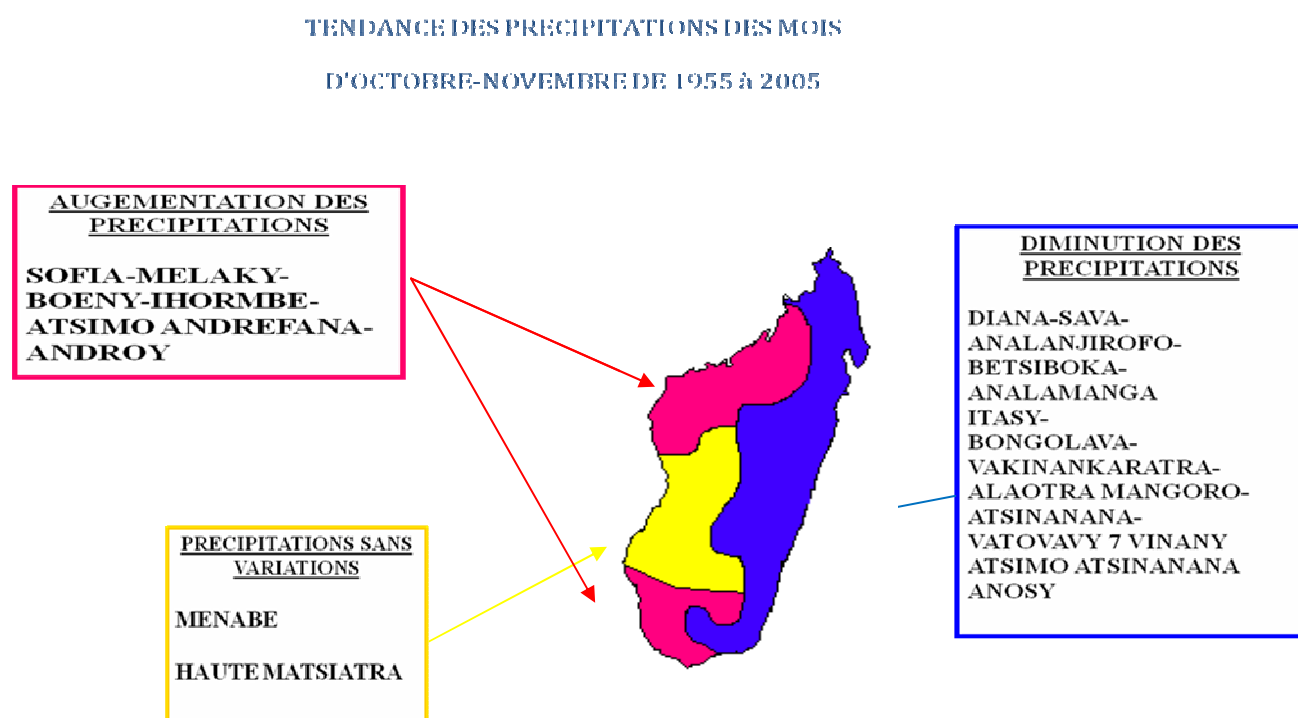 TENDANCE DES PRECIPITATIONS DES MOIS
D'OCTOBRE-NOVEMBRE DE 1955 à 2005
AUGEMENTATION DES
PRECIPITATIONS
SOFIA-MELAKY-
BOENY-IHORMBE-
ATSIMO ANDREFANA-
ANDROY
DIMINUTION DES
PRECIPITATIONS
DIANA-SAVA-
ANALANJIROFO-
BETSIBOKA-
ANALAMANGA
ITASY-
BONGOLAVA-
VAKINANKARATRA-
ALAOTRA MANGORO-
ATSINANANA-
VATOVAVY 7 VINANY
ATSIMO ATSINANANA
ANOSY
PRECIPITATIONS SANS
VARIATIONS
MENABE
HAUTE MATSIATRA